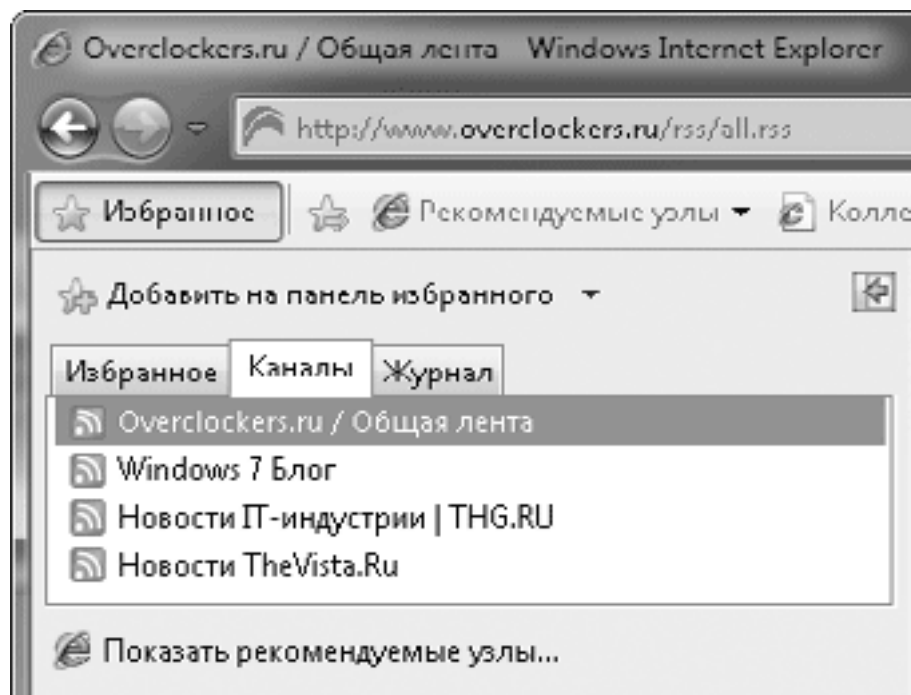 Overclockers.ru / Общая лента Windows Internet Explorer
http://www.overclockers.ru/rss/all.rss
Избранное Рекомендуемые узлы Колле
Добавить на панель избранного
Избранное Каналы Журнал
Overclockers.ru / Общая лента
Windows 7 Блог
Новости IT-индустрии | THG.RU
Новости TheVista.Ru
Показать рекомендуемые узлы...